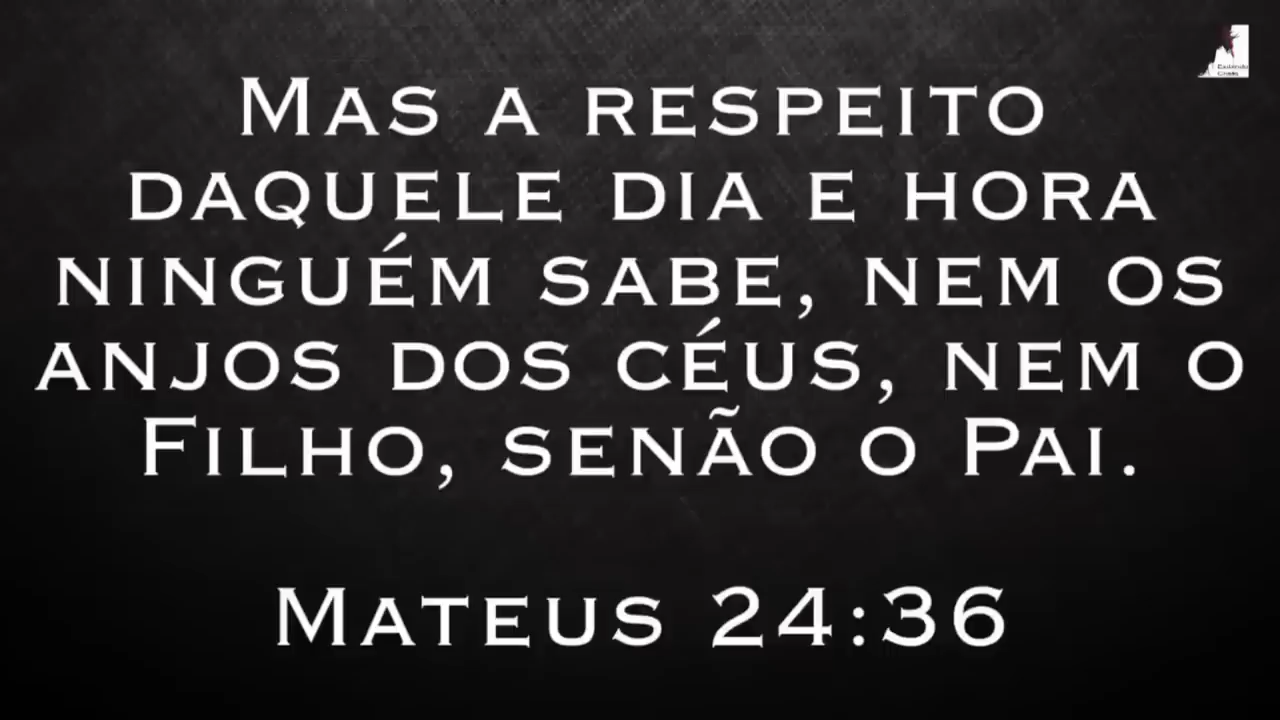 Mas a respeito
daquele dia e hora
ninguém sabe, nem os
anjos dos céus, nem o
Filho, senão o Pai.
Mateus 24:36